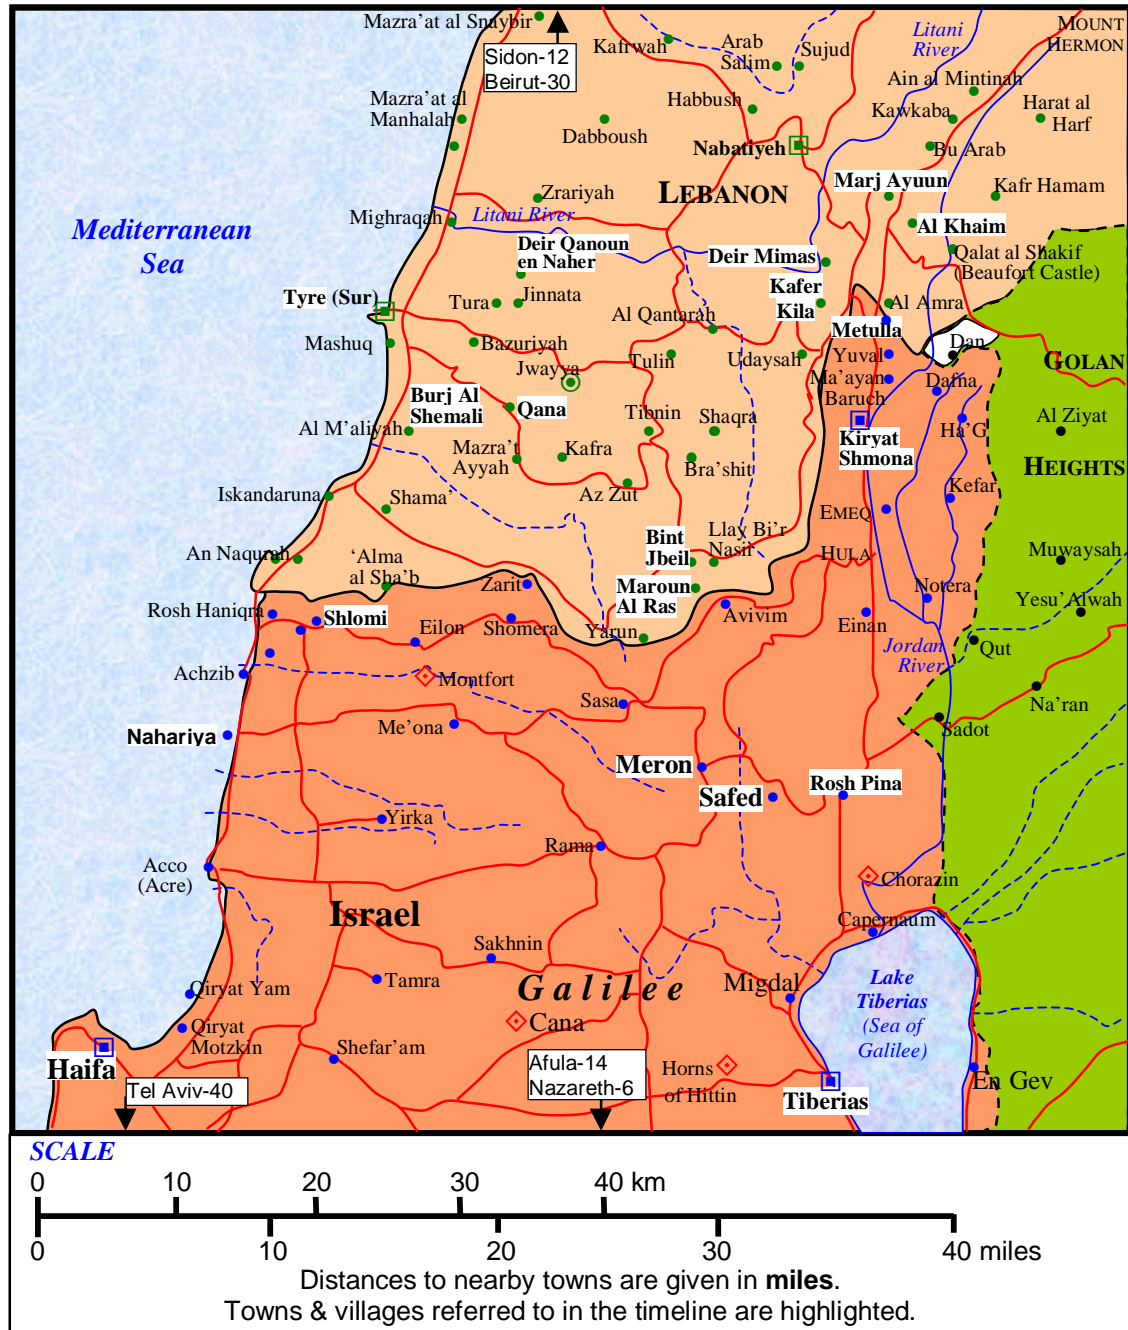 Mazra'at al Snaybir
Sidon-12
Beirut-30
Kafrwah
Arab
Salim
Sujud
Litani
River
MOUNT
HERMON
Ain al Mintinah
Mazra'at al
Manhalah
Dabboush
Habbush
Kawkaba
Harat al
Harf
Nabatiyeh
Bu Arab
Zrariyah
LEBANON
Marj Ayuun
Kafr Hamam
Mighraqah
Litani River
Al Khaim
Mediterranean
Sea
Deir Qanoun
en Naher
Deir Mimas
Qalat al Shakif
(Beaufort Castle)
Tyre (Sur)
Tura
Jinnata
Kafer
Kila
Al Amra
Al Qantarah
Metulla
Mashuq
Bazuriyah
Tulin
Udaysah
Yuval
Dan
GOLAN
Jwayya
Ma'ayan
Baruch
Dafna
Burj Al
Shemali
Qana
Al M'aliyah
Tibnin
Shaqra
Kiryat
Shmona
Ha'G
Al Ziyat
Mazra't
Ayyah
Kafra
Bra'shit
HEIGHTS
Iskandaruna
Shama'
Az Zut
Kefar
EMEQ
HULA
An Naqurah
'Alma
al Sha'b
Bint
Jbeil
Llay Bi'r
Nasir
Muwaysah
Zarit
Maroun
Al Ras
Notera
Yesu'Alwah
Rosh Haniqra
Shlomi
Eilon
Shomera
Yarun
Avivim
Einan
Jordan
River
Qut
Achzib
Montfort
Sasa
Na'ran
Me'ona
Sadot
Nahariya
Meron
Safed
Rosh Pina
Yirka
Rama
Acco
(Acre)
Chorazin
Israel
Capernaum
Sakhnin
Tamra
Galilee
Migdal
Lake
Tiberias
(Sea of
Galilee)
Qiryat Yam
Qiryat
Motzkin
Cana
Shefar'am
Haifa
Tel Aviv-40
Afula-14
Nazareth-6
Horns
of Hittin
Tiberias
En Gev
SCALE
0 10 20 30 40 km
0 10 20 30 40 miles
Distances to nearby towns are given in miles.
Towns & villages referred to in the timeline are highlighted.